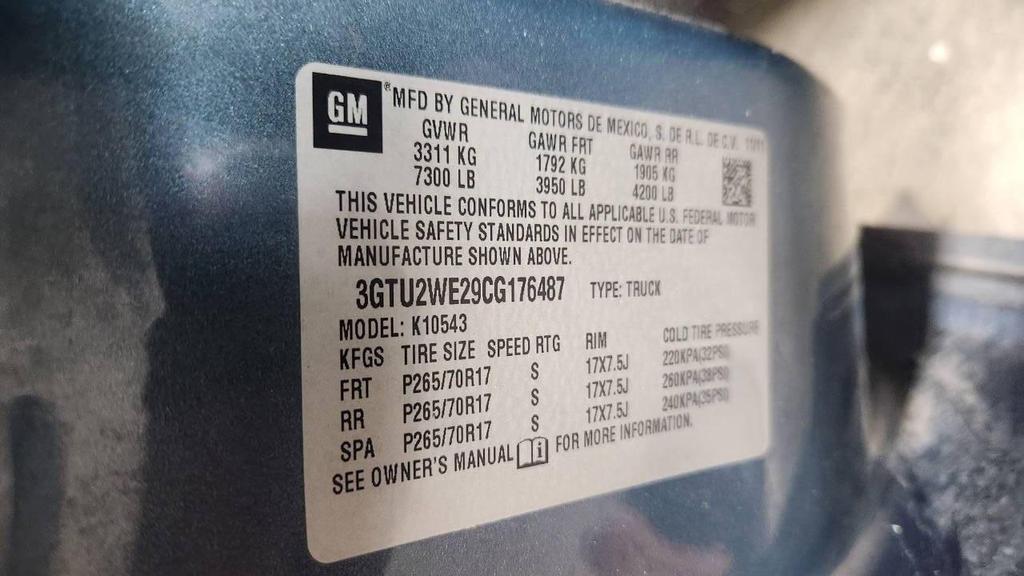 GM® MFD BY GENERAL MOTORS DE MEXICO, S. DE R.L. DE C.V. 11/11
GVWR GAWR FRT GAWR RR
3311 KG 1792 KG 1905 KG
7300 LB 3950 LB 4200 LB
THIS VEHICLE CONFORMS TO ALL APPLICABLE U.S. FEDERAL MOTOR
VEHICLE SAFETY STANDARDS IN EFFECT ON THE DATE OF
MANUFACTURE SHOWN ABOVE.
3GTU2WE29CG176487 TYPE: TRUCK
MODEL: K10543
KFGS TIRE SIZE SPEED RTG RIM COLD TIRE PRESSURE
FRT P265/70R17 S 17X7.5J 220KPA(32PSI)
RR P265/70R17 S 17X7.5J 260KPA(38PSI)
SPA P265/70R17 S 17X7.5J 240KPA(35PSI)
SEE OWNER'S MANUAL i FOR MORE INFORMATION.